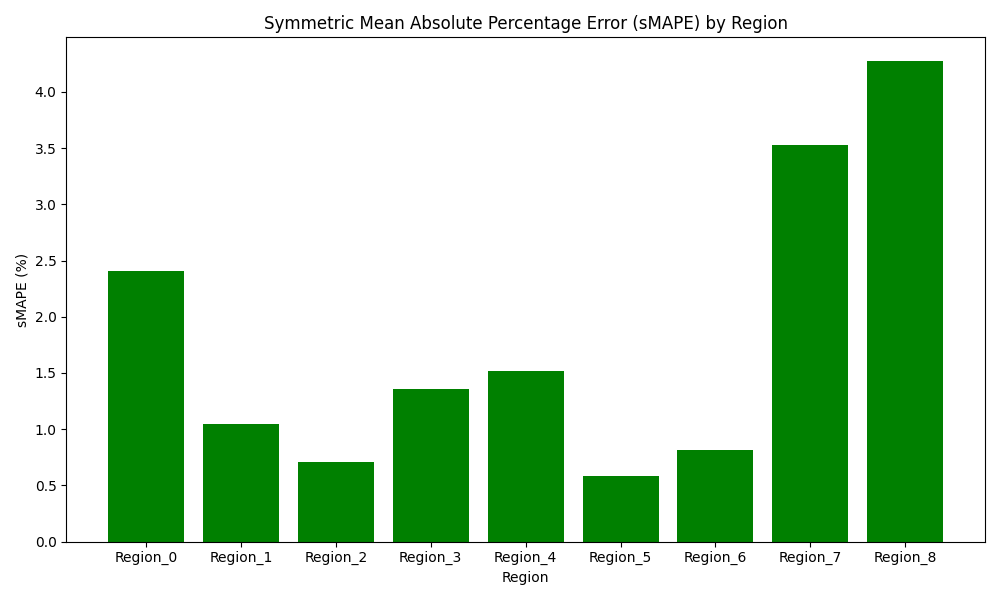 Symmetric Mean Absolute Percentage Error (sMAPE) by Region
sMAPE (%)
4.0
3.5
3.0
2.5
2.0
1.5
1.0
0.5
0.0
Region_0 Region_1 Region_2 Region_3 Region_4 Region_5 Region_6 Region_7 Region_8
Region